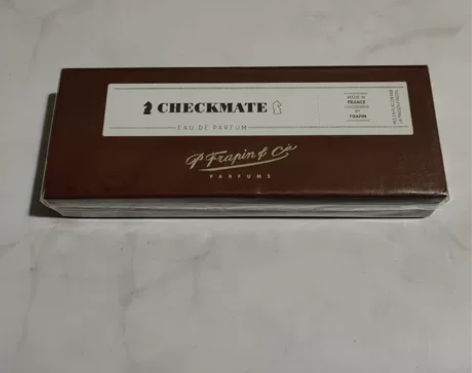 CHECKMATE
EAU DE PARFUM
MADE IN
FRANCE
BY
FRAPIN
P. Frapin & Cie
PARFUMS